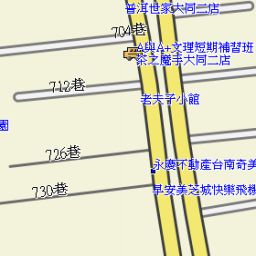 普洱世家大同二店
704巷
A與A+文理短期補習班
茶之魔手大同二店
712巷
老夫子小館
園
726巷
永慶不動產台南奇美
730巷
早安美芝城快樂飛機